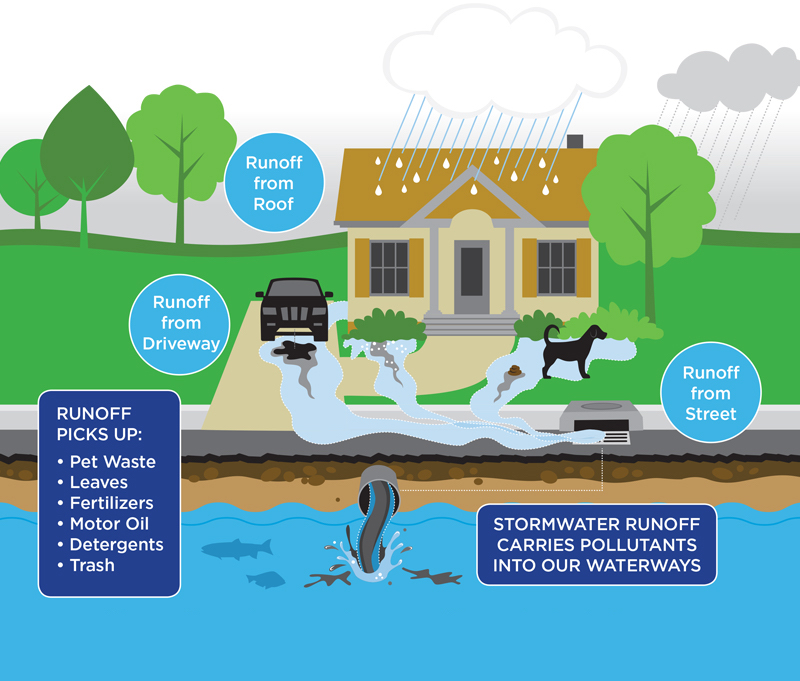 Runoff
from
Roof
Runoff
from
Driveway
Runoff
from
Street
RUNOFF
PICKS UP:
• Pet Waste
• Leaves
• Fertilizers
• Motor Oil
• Detergents
• Trash
STORMWATER RUNOFF
CARRIES POLLUTANTS
INTO OUR WATERWAYS